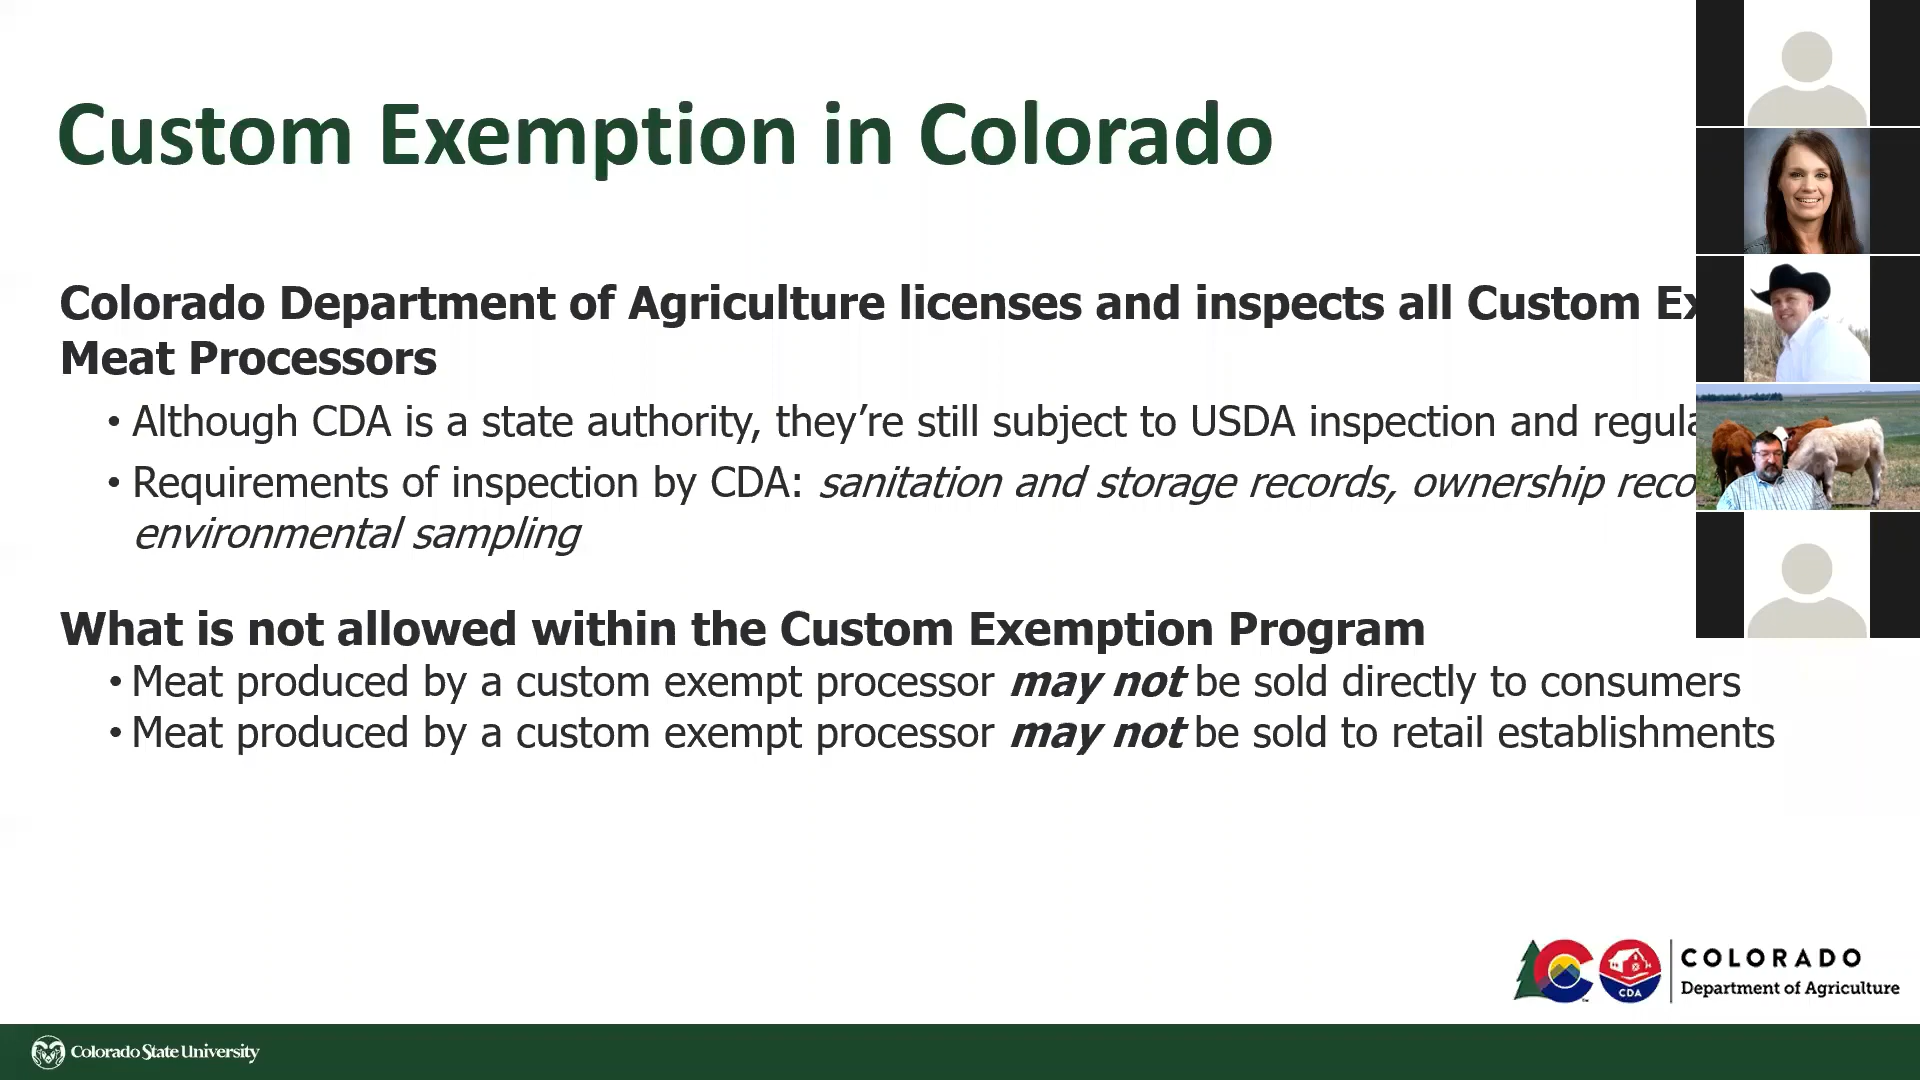 Custom Exemption in Colorado
Colorado Department of Agriculture licenses and inspects all Custom
Meat Processors
• Although CDA is a state authority, they’re still subject to USDA inspection and
• Requirements of inspection by CDA: sanitation and storage records, ownership
environmental sampling
What is not allowed within the Custom Exemption Program
• Meat produced by a custom exempt processor may not be sold directly to consumers
• Meat produced by a custom exempt processor may not be sold to retail establishments
CDA
COLORADO
Department of Agriculture
Colorado State University